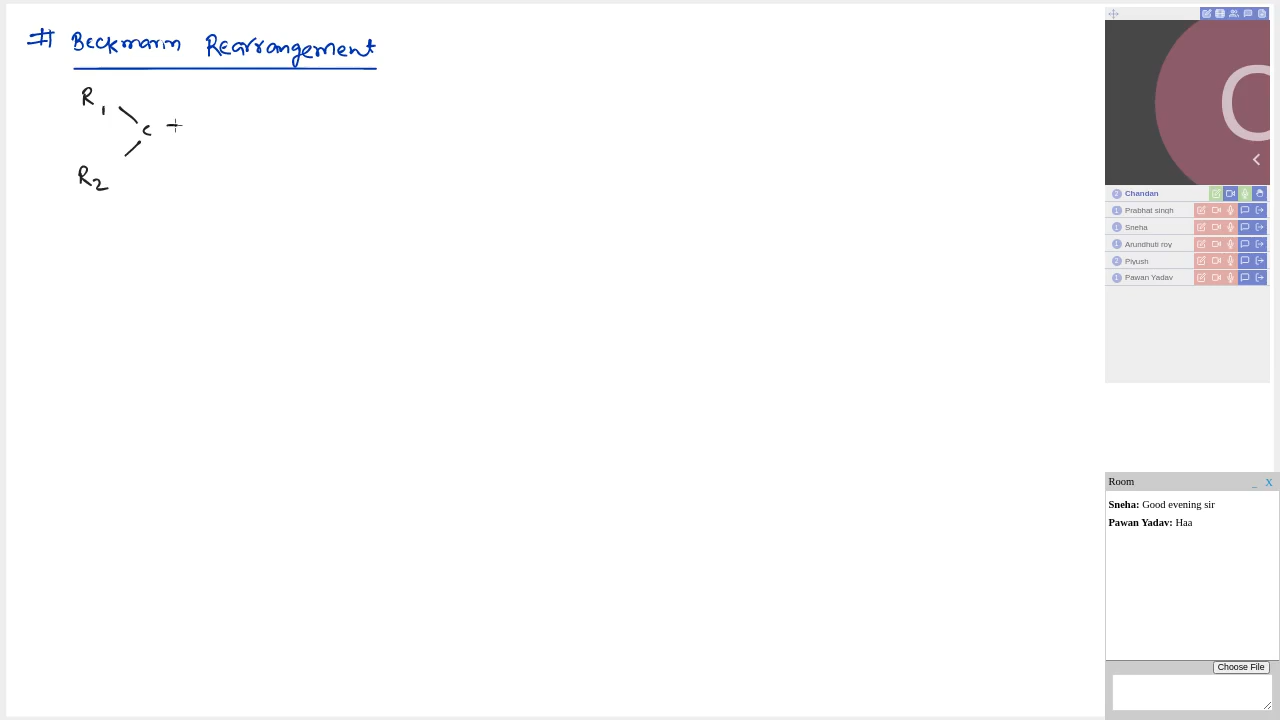 # Beckmann Rearrangement
R1
C =
R2
C
Chandan
Prabhat singh
Sneha
Arundhuti roy
Piyush
Pawan Yadav
Room _ X
Sneha: Good evening sir
Pawan Yadav: Haa
Choose File